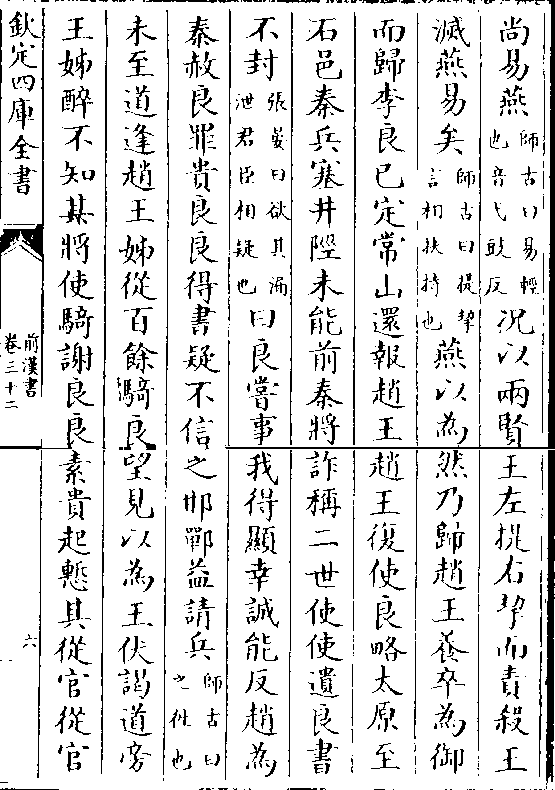 尚易燕師古曰易輕也音弋䜴反況以兩賢王左提右挈而責殺王
滅燕易矣師古曰提挈言相扶持也燕以為然乃歸趙王養卒為御
而歸李良已定常山還報趙王趙王復使良略太原至
石邑秦兵塞井陘未能前秦將詐稱二世使使遺良書
不封張晏曰欲其漏泄君臣相疑也曰良嘗事我得顯幸誠能反趙為
秦赦良罪貴良良得書疑不信之邯鄲益請兵師古曰之往也
未至道逢趙王姊從百餘騎良望見以為王伏謁道旁
王姊醉不知其將使騎謝良良素貴起慙其從官從官
欽定四庫全書
前漢書
卷三十二
六